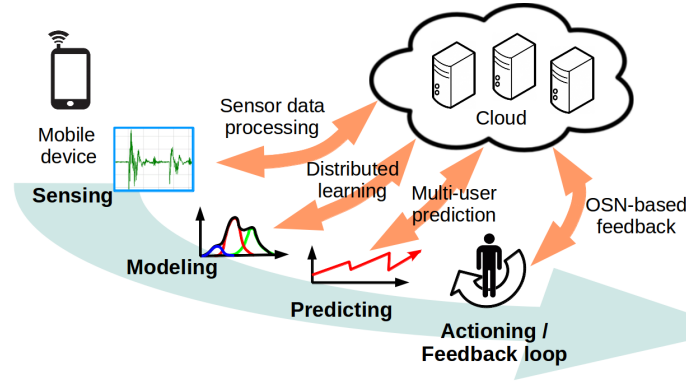 Mobile
device
Sensing
Sensor data
processing
Cloud
Distributed
learning
Modeling
Multi-user
prediction
Predicting
OSN-based
feedback
Actioning /
Feedback loop